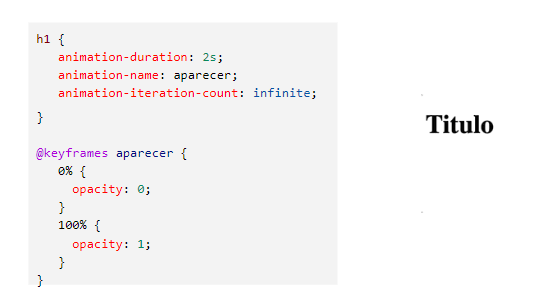 h1 {
animation-duration: 2s;
animation-name: aparecer;
animation-iteration-count: infinite;
}
@keyframes aparecer {
0% {
opacity: 0;
}
100% {
opacity: 1;
}
}
Titulo